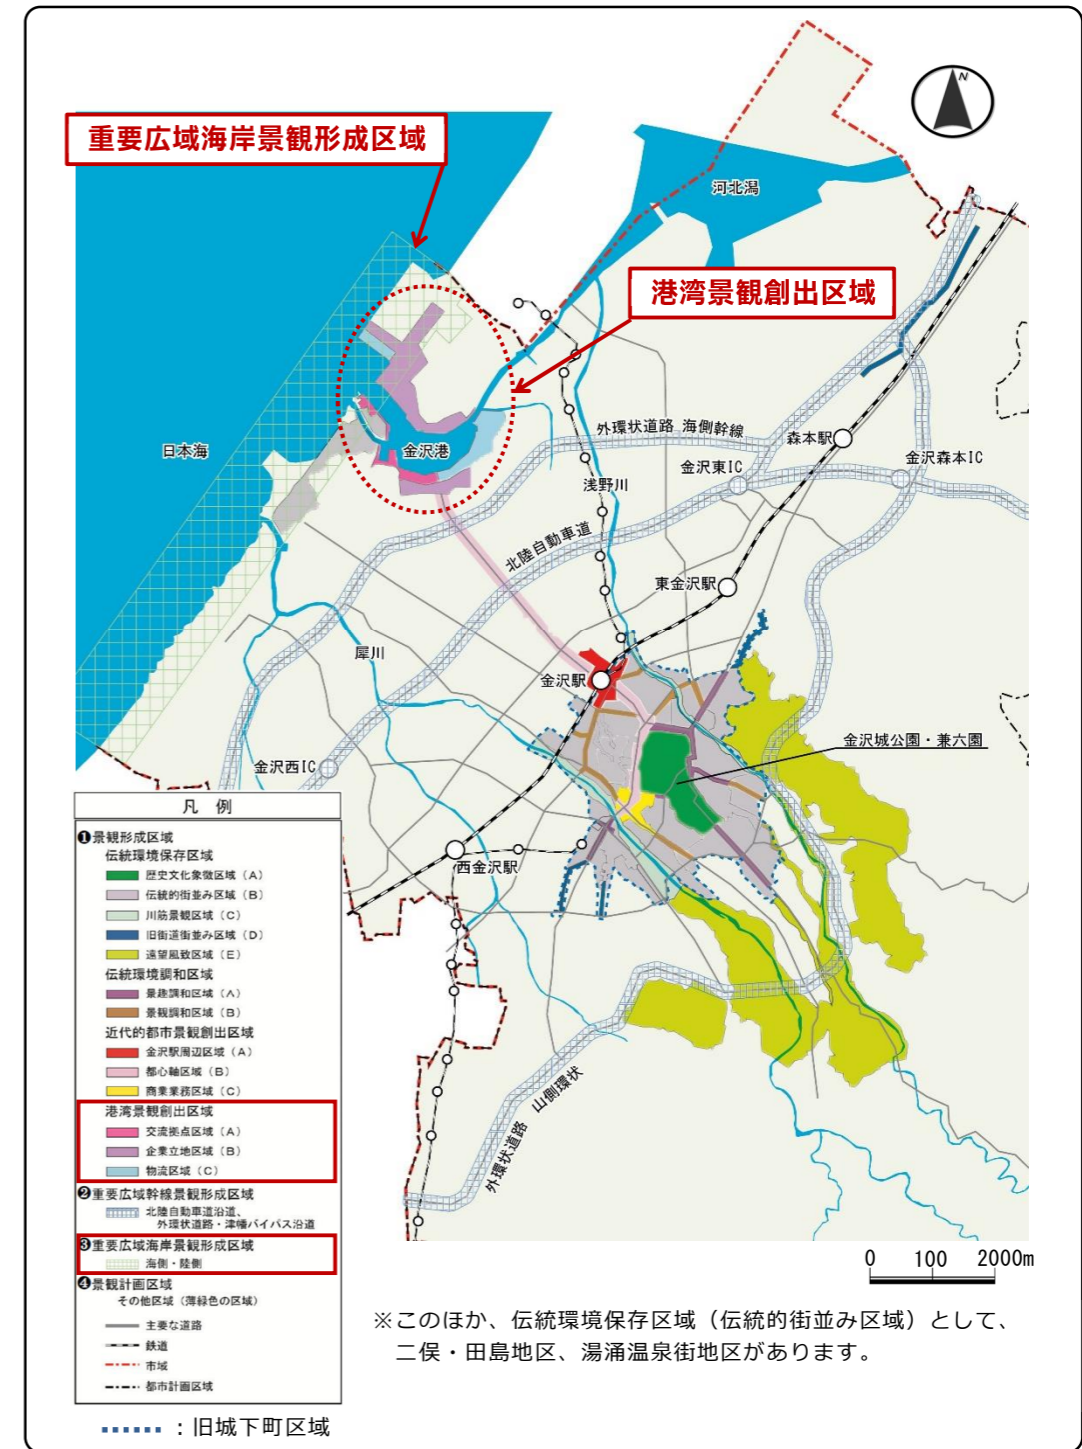 N
重要広域海岸景観形成区域
河北潟
港湾景観創出区域
外環状道路 海側幹線
森本駅
日本海
金沢港
金沢東IC
金沢森本IC
浅野川
北陸自動車道
東金沢駅
犀川
金沢駅
金沢城公園・兼六園
金沢西IC
西金沢駅
外環状道路 山側環状
凡 例
❶景観形成区域
伝統環境保存区域
歴史文化象徴区域（A）
伝統的街並み区域（B）
川筋景観区域（C）
旧街道街並み区域（D）
遠望風致区域（E）
伝統環境調和区域
景趣調和区域（A）
景観調和区域（B）
近代的都市景観創出区域
金沢駅周辺区域（A）
都心軸区域（B）
商業業務区域（C）
港湾景観創出区域
交流拠点区域（A）
企業立地区域（B）
物流区域（C）
❷重要広域幹線景観形成区域
北陸自動車道沿道、
外環状道路・津幡バイパス沿道
❸重要広域海岸景観形成区域
海側・陸側
❹景観計画区域
その他区域（薄緑色の区域）
主要な道路
鉄道
市域
都市計画区域
：旧城下町区域
0 100 2000m
※このほか、伝統環境保存区域（伝統的街並み区域）として、
二俣・田島地区、湯涌温泉街地区があります。